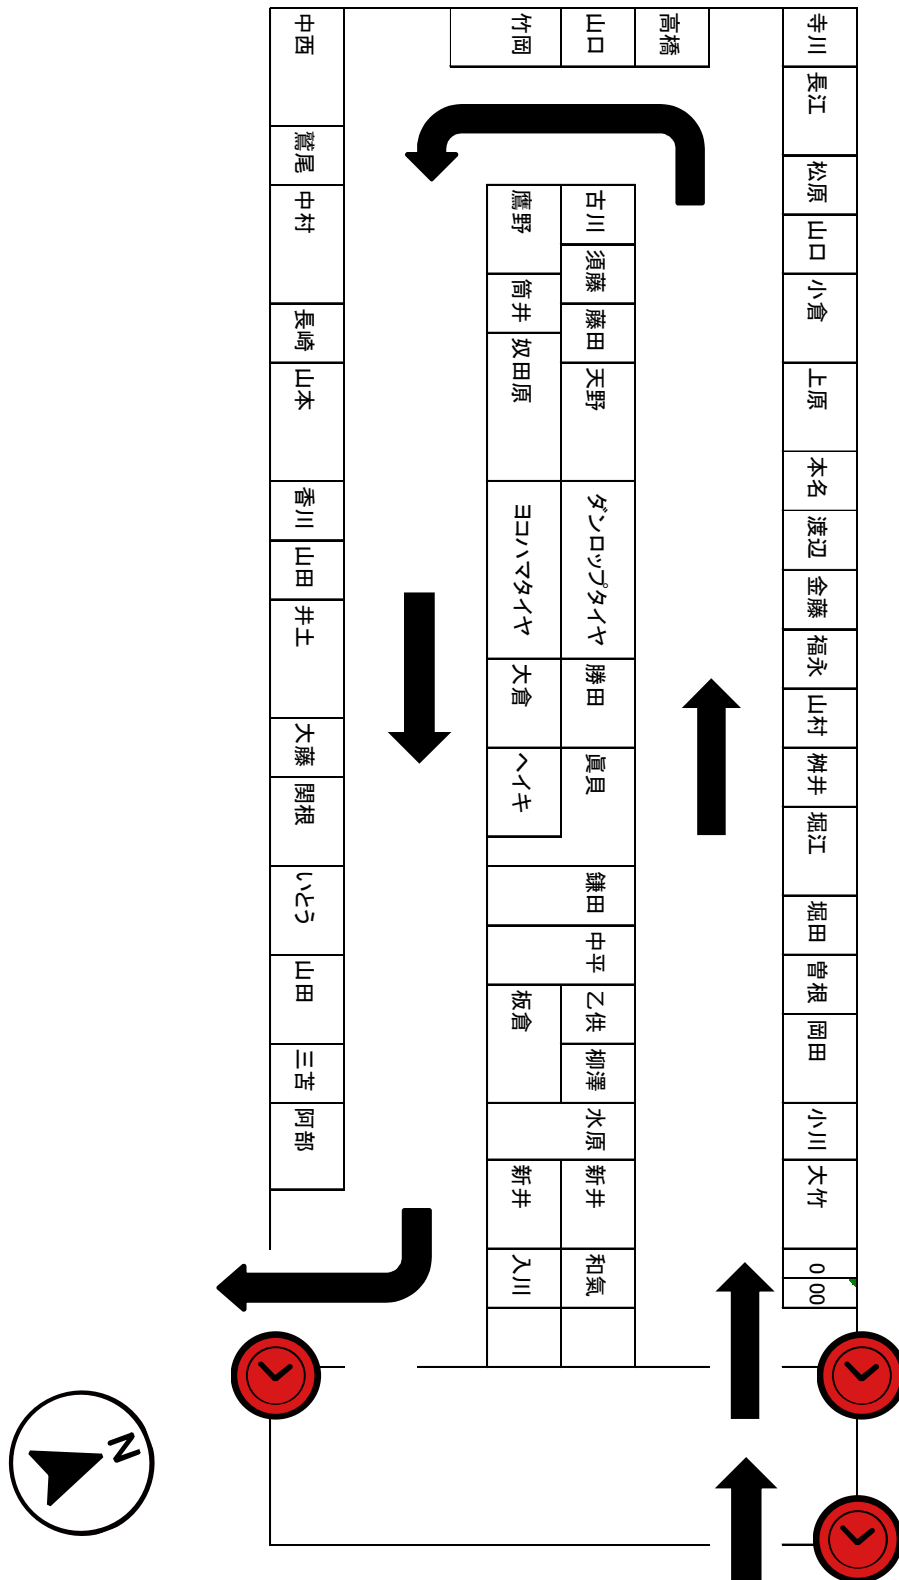 中西
鷲尾
中村
長崎
山本
香川
山田
井土
大藤
関根
いとう
山田
三苫
阿部
竹岡
山口
高橋
鷹野
筒井
奴田原
ヨコハマタイヤ
大倉
ヘイキ
板倉
新井
入川
古川
須藤
藤田
天野
ダンロップタイヤ
勝田
眞貝
鎌田
中平
乙供
柳澤
水原
新井
和氣
寺川
長江
松原
山口
小倉
上原
本名
渡辺
金藤
福永
山村
桝井
堀江
堀田
曽根
岡田
小川
大竹
0
00
N